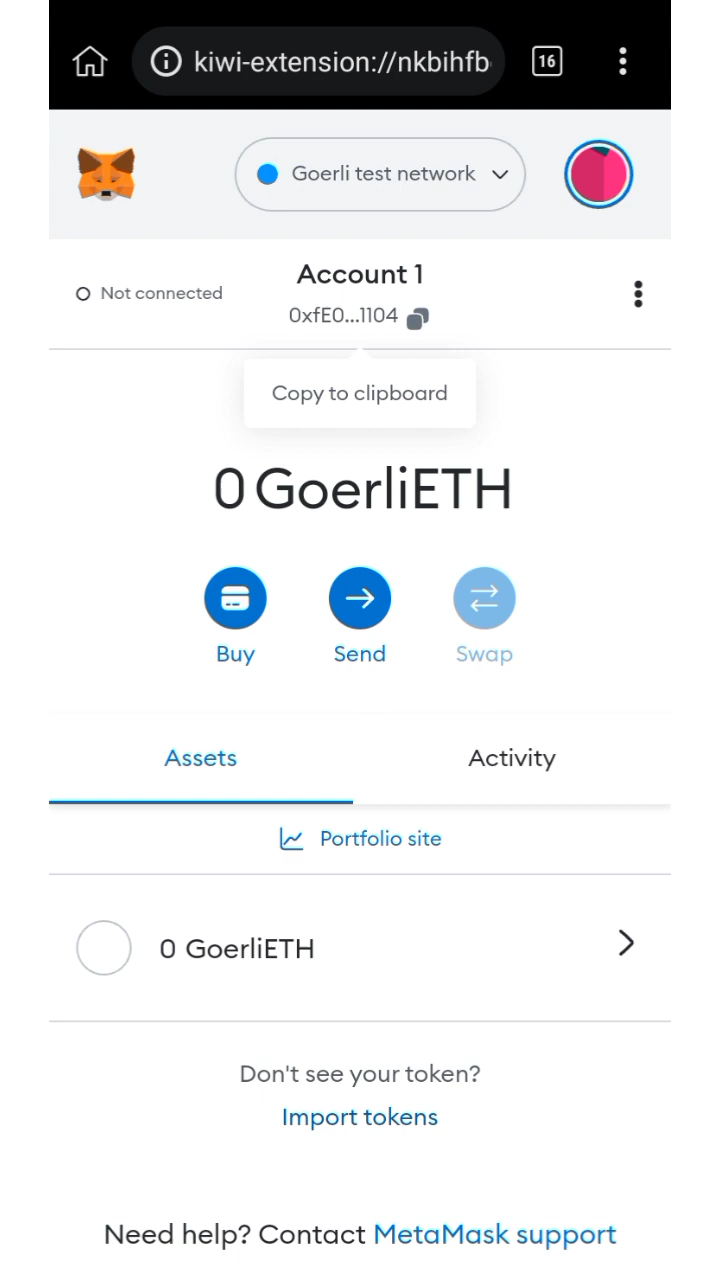 kiwi-extension://nkbihfb
16
Goerli test network
Not connected
Account 1
0xfE0...1104
Copy to clipboard
0 GoerliETH
Buy
Send
Swap
Assets
Activity
Portfolio site
0 GoerliETH
Don't see your token?
Import tokens
Need help? Contact MetaMask support